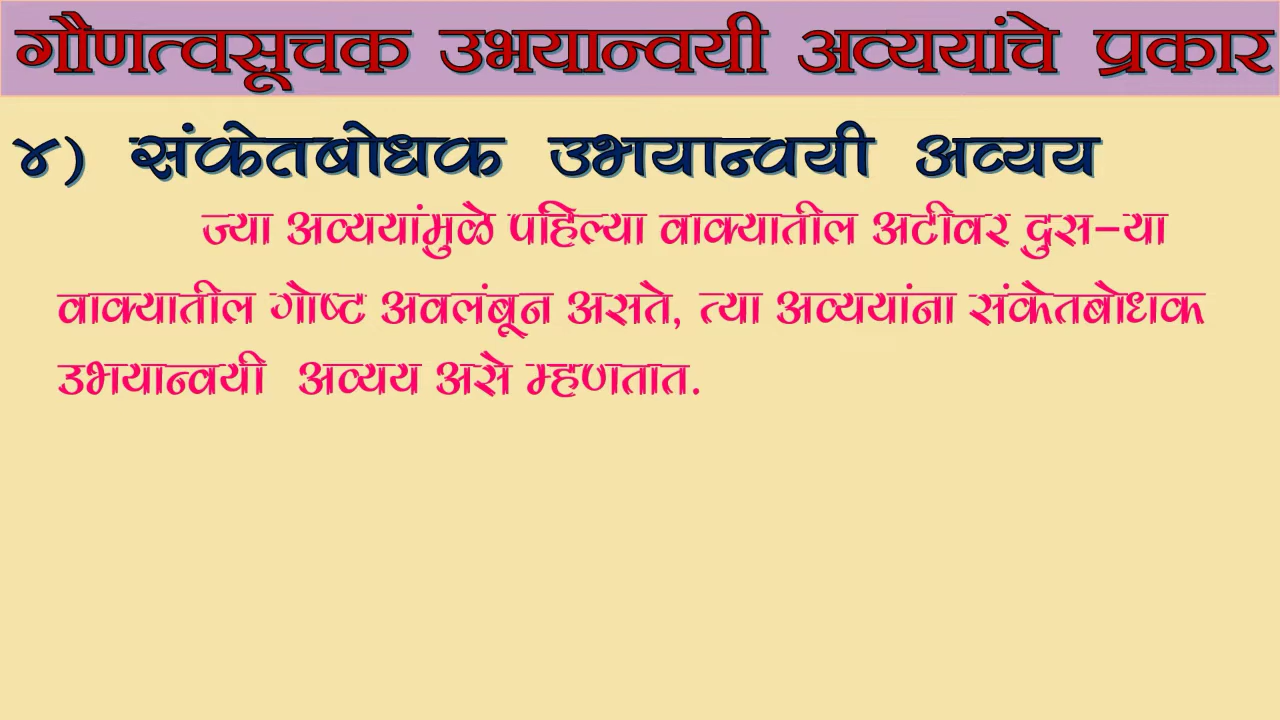 गौणत्वसूचक उभयान्वयी अव्ययांचे प्रकार
४) संकेतबोधक उभयान्वयी अव्यय
ज्या अव्ययांमुळे पहिल्या वाक्यातील अटीवर दुस-या
वाक्यातील गोष्ट अवलंबून असते, त्या अव्ययांना संकेतबोधक
उभयान्वयी अव्यय असे म्हणतात.